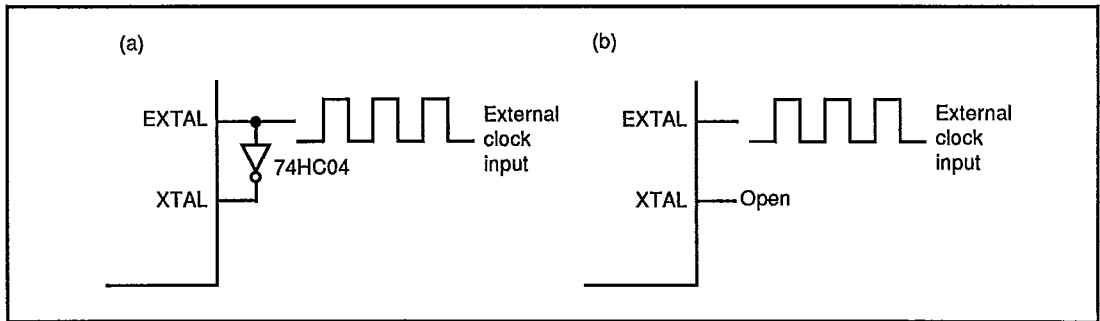 (a)
EXTAL
External
clock
input
74HC04
XTAL
(b)
EXTAL
External
clock
input
XTAL
Open